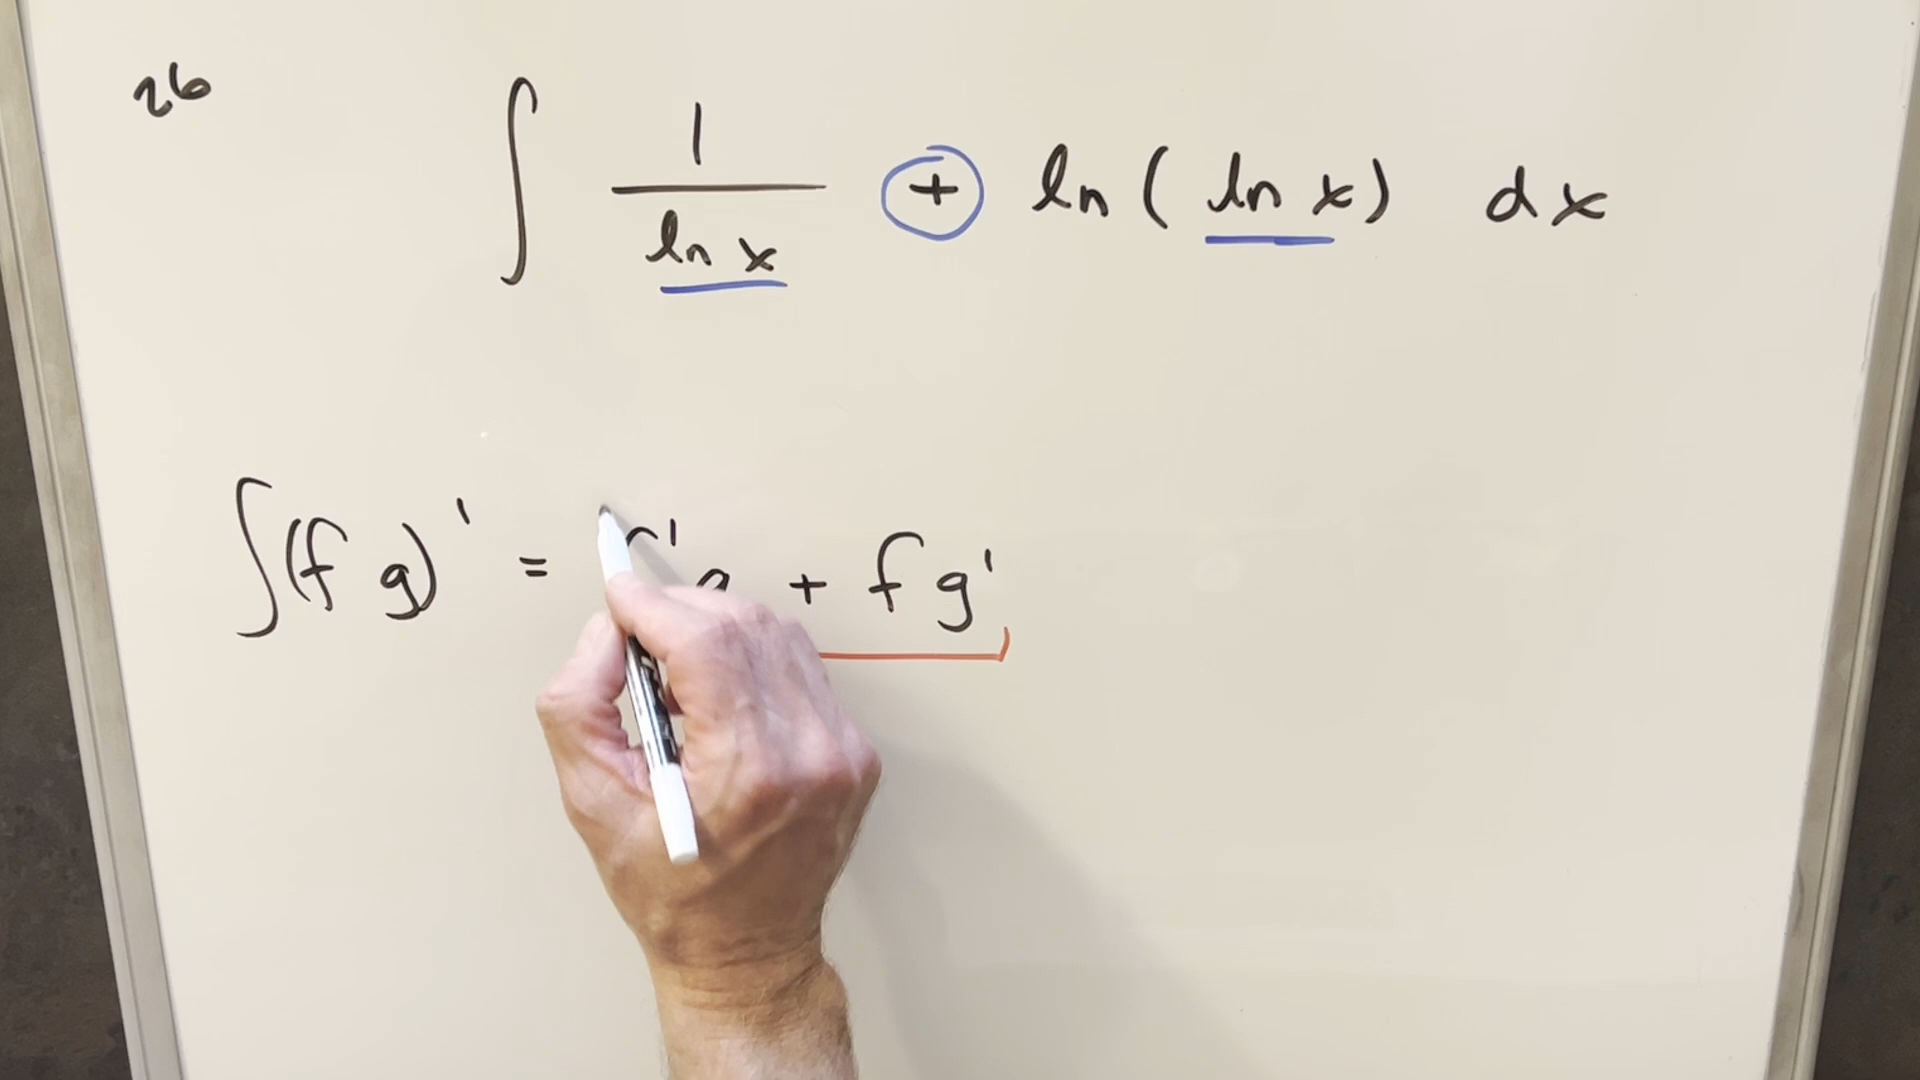 26
∫ 1/ln x + ln(ln x) dx
∫(f g)' = f'g + f g'